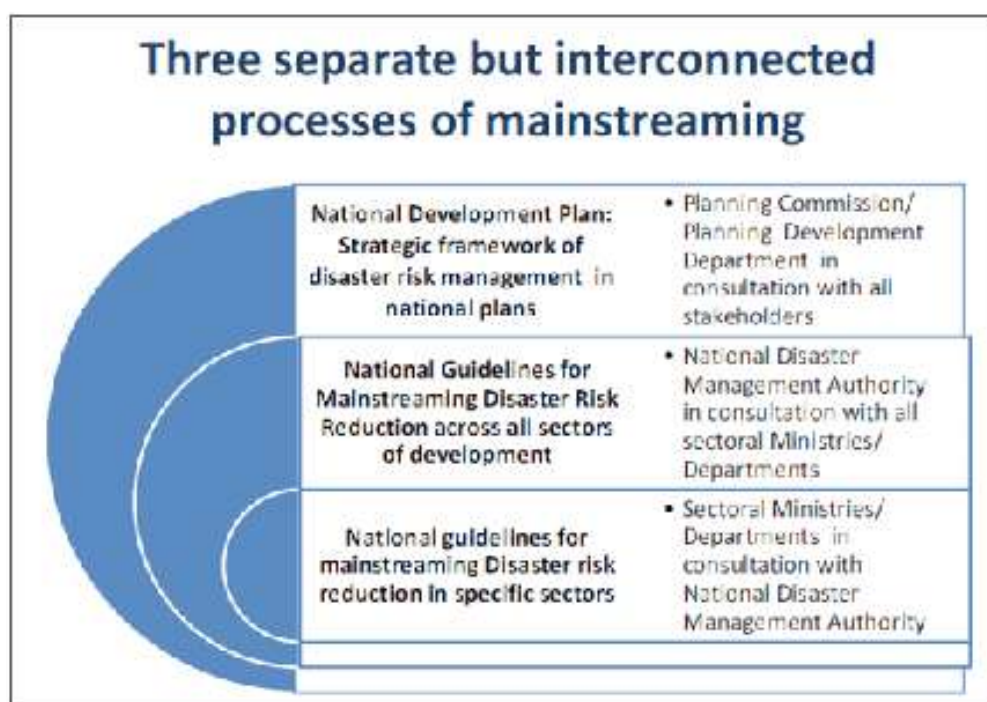 Three separate but interconnected
processes of mainstreaming
National Development Plan:
Strategic framework of
disaster risk management in
national plans
• Planning Commission/
Planning Development
Department in
consultation with all
stakeholders
National Guidelines for
Mainstreaming Disaster Risk
Reduction across all sectors
of development
• National Disaster
Management Authority
in consultation with all
sectoral Ministries/
Departments
National guidelines for
mainstreaming Disaster risk
reduction in specific sectors
• Sectoral Ministries/
Departments in
consultation with
National Disaster
Management Authority